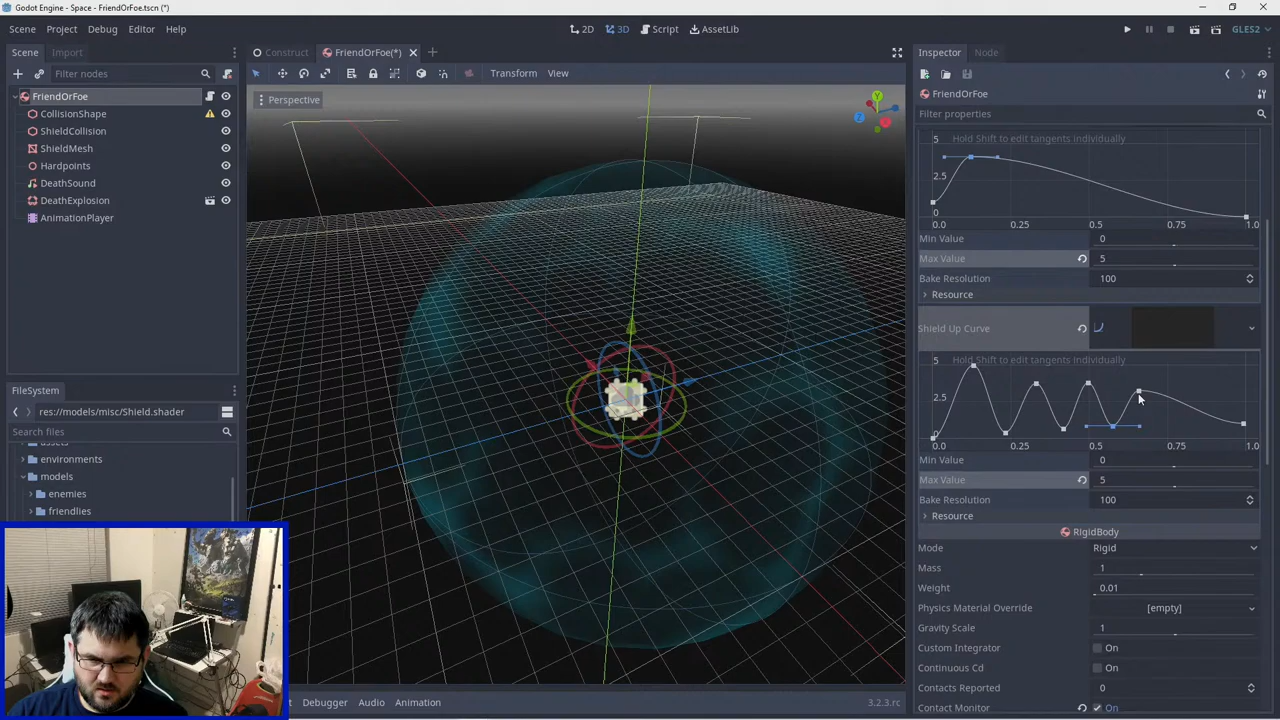 Godot Engine - Space - FriendOrFoe.tscn (*)
Scene Project Debug Editor Help
2D 3D Script AssetLib
GLES2
Scene Import
Filter nodes
FriendOrFoe
CollisionShape
ShieldCollision
ShieldMesh
Hardpoints
DeathSound
DeathExplosion
AnimationPlayer
FileSystem
res://models/misc/Shield.shader
Search files
environments
models
enemies
friendlies
Construct FriendOrFoe(*)
Transform View
Perspective
Y
Z
X
Debugger Audio Animation 3.2.3.rc
Inspector Node
FriendOrFoe
Filter properties
5 Hold Shift to edit tangents individually
2.5
0
0.0 0.25 0.5 0.75 1.0
Min Value 0
Max Value 5
Bake Resolution 100
Resource
Shield Up Curve
5 Hold Shift to edit tangents individually
2.5
0
0.0 0.25 0.5 0.75 1.0
Min Value 0
Max Value 5
Bake Resolution 100
Resource
RigidBody
Mode Rigid
Mass 1
Weight 0.01
Physics Material Override [empty]
Gravity Scale 1
Custom Integrator On
Continuous Cd On
Contacts Reported 0
Contact Monitor On